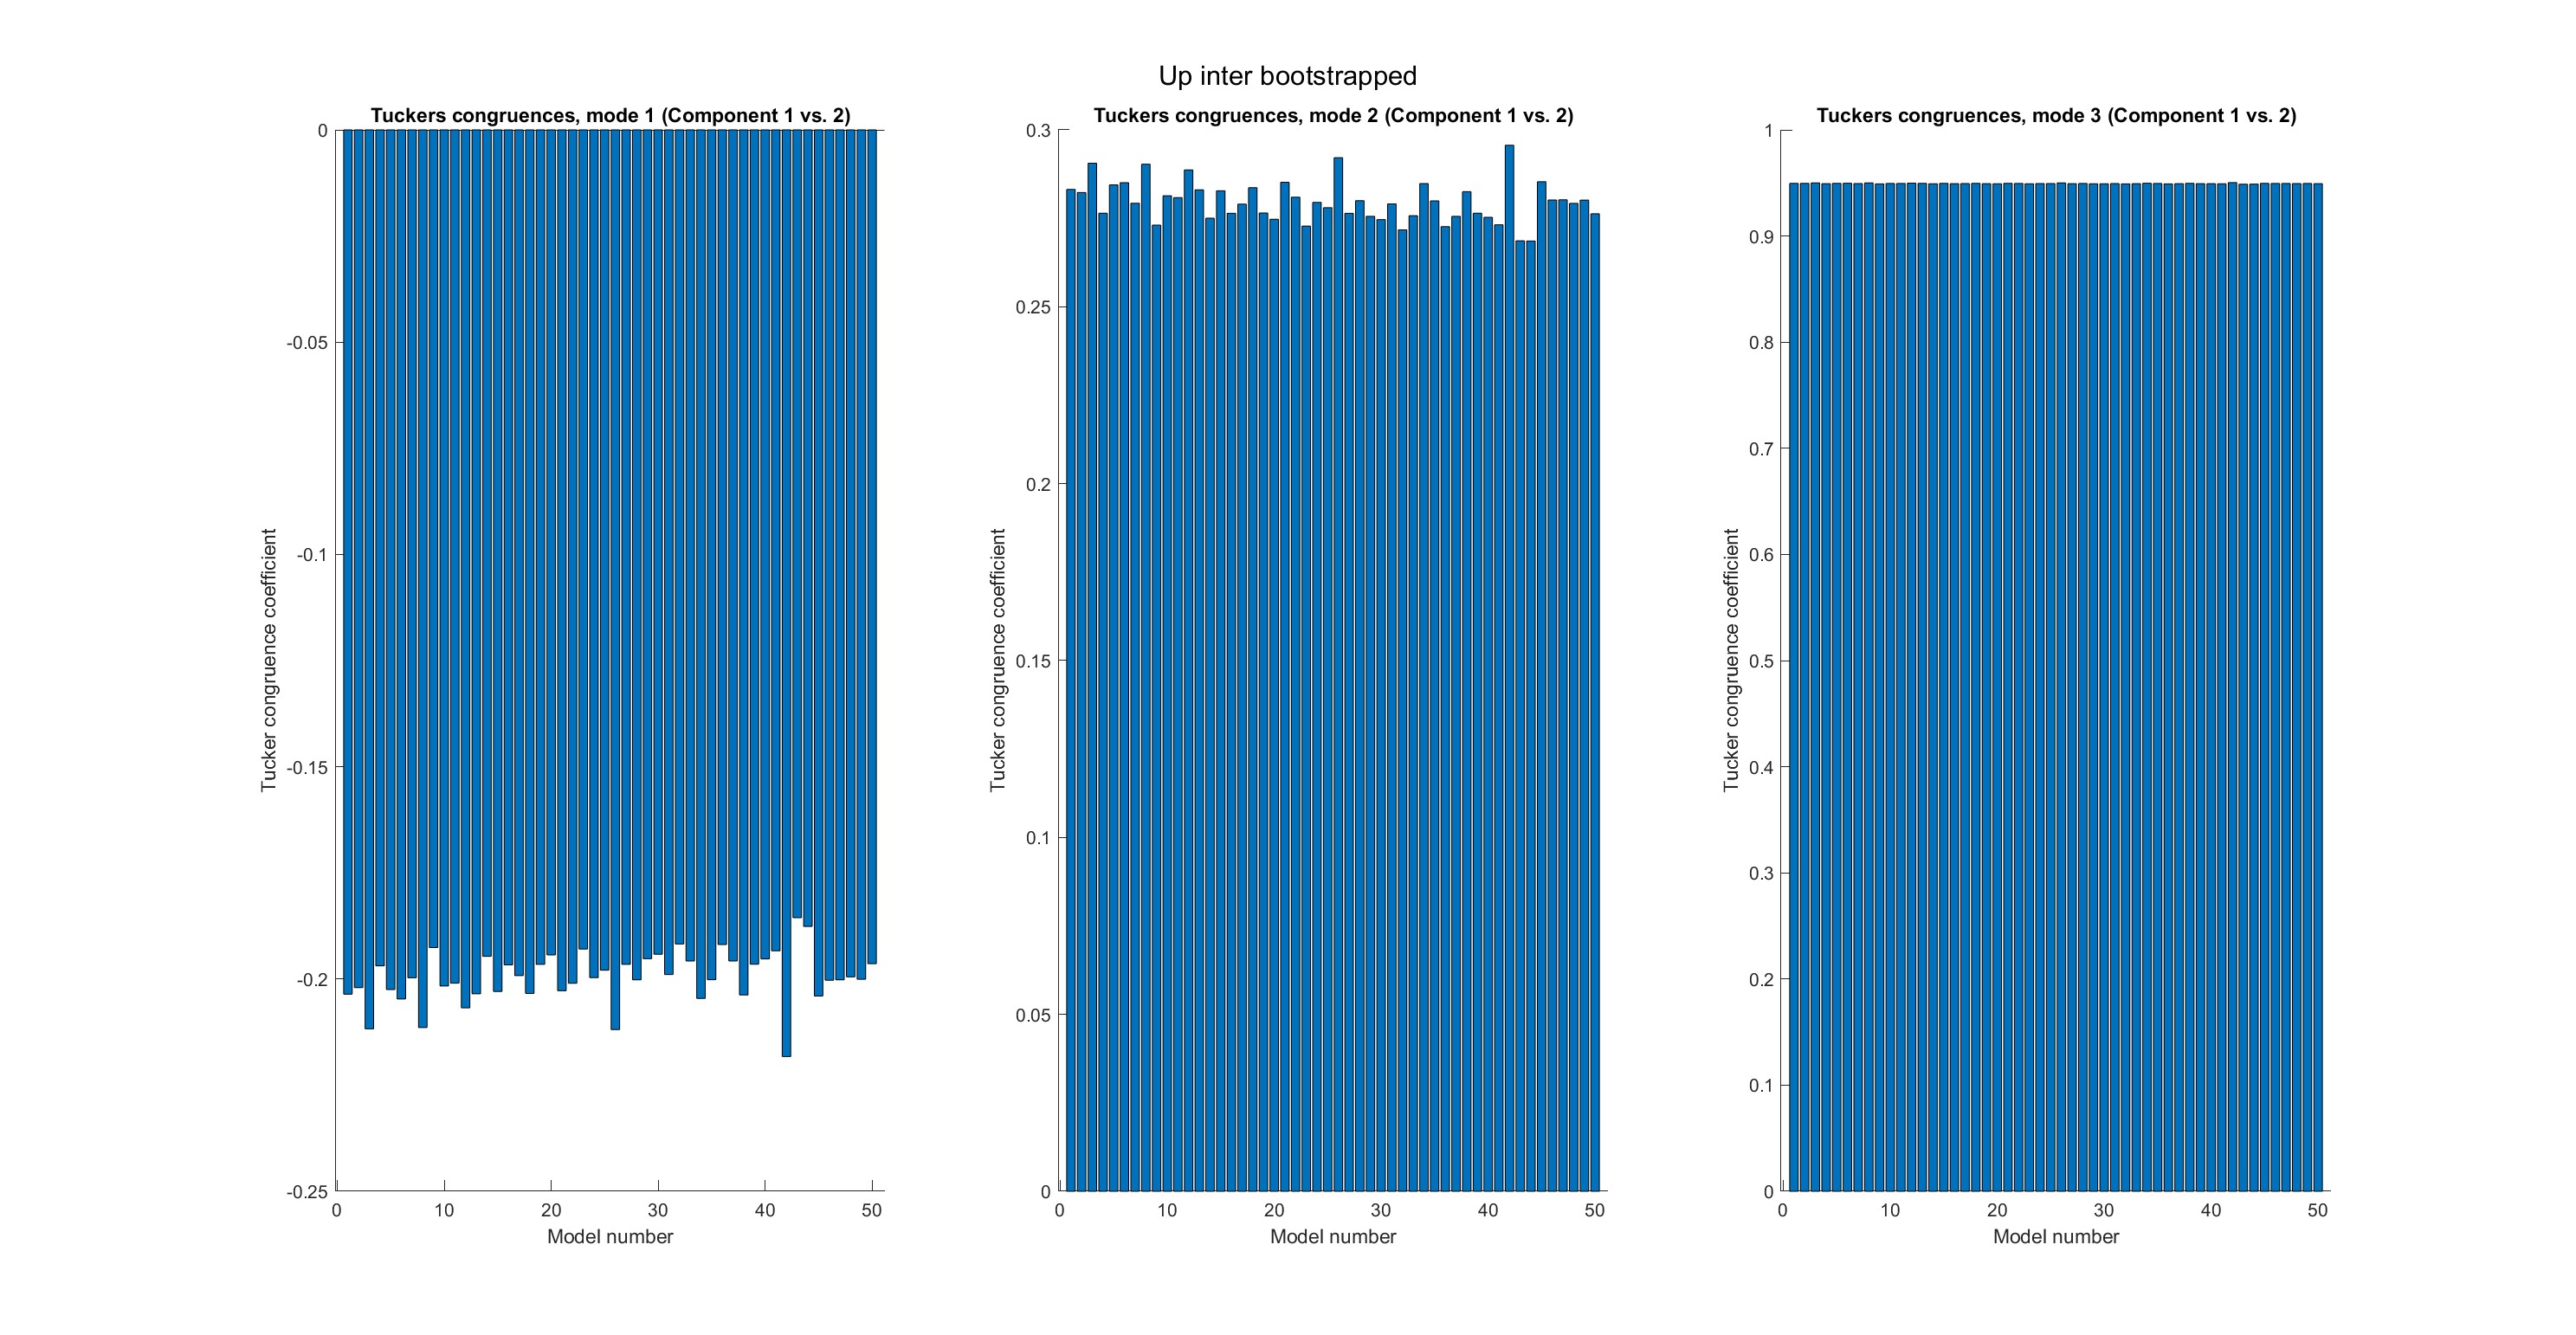 Up inter bootstrapped
Tuckers congruences, mode 1 (Component 1 vs. 2)
0
-0.05
-0.1
-0.15
-0.2
-0.25
Tucker congruence coefficient
0 10 20 30 40 50
Model number
Tuckers congruences, mode 2 (Component 1 vs. 2)
0.3
0.25
0.2
0.15
0.1
0.05
0
Tucker congruence coefficient
0 10 20 30 40 50
Model number
Tuckers congruences, mode 3 (Component 1 vs. 2)
1
0.9
0.8
0.7
0.6
0.5
0.4
0.3
0.2
0.1
0
Tucker congruence coefficient
0 10 20 30 40 50
Model number